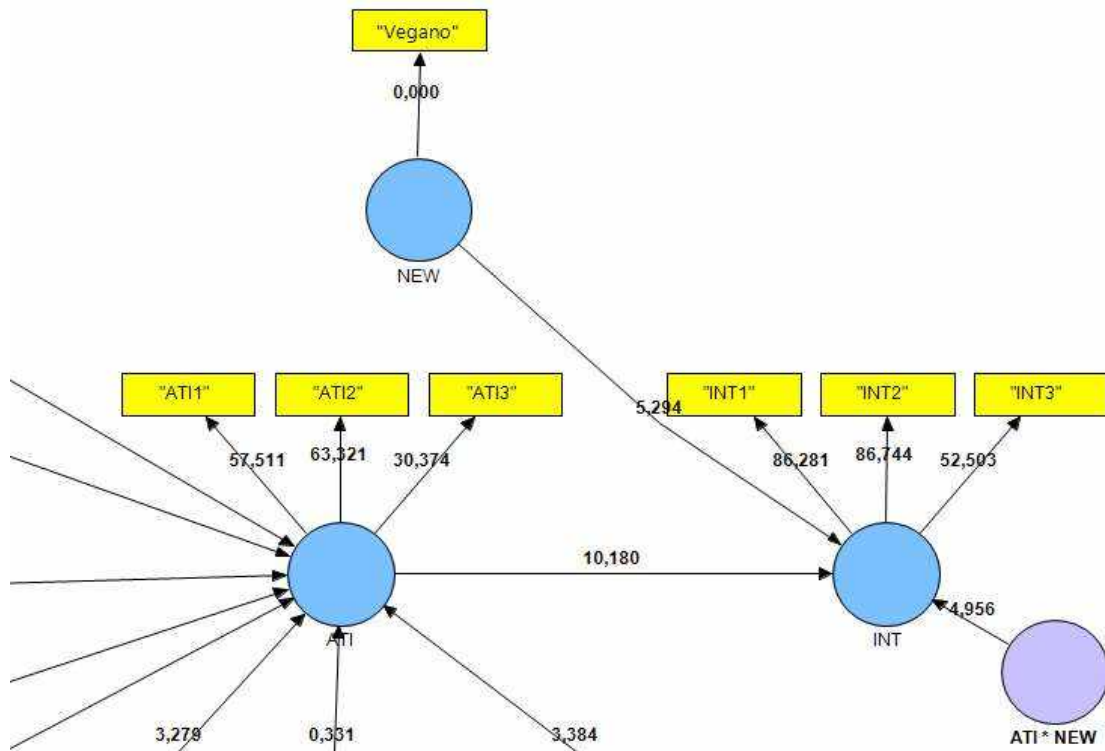 "Vegano"
0,000
NEW
"ATI1" "ATI2" "ATI3" 5,294 "INT1" "INT2" "INT3"
57,511 63,321 30,374 86,281 86,744 52,503
10,180
4,956
ATI INT
3,279 0,331 3,384 ATI * NEW